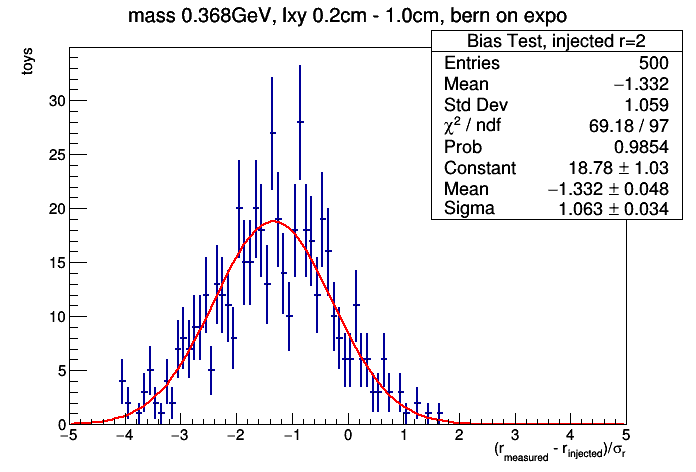 mass 0.368GeV, lxy 0.2cm - 1.0cm, bern on expo
Bias Test, injected r=2
Entries 500
Mean −1.332
Std Dev 1.059
χ² / ndf 69.18 / 97
Prob 0.9854
Constant 18.78 ± 1.03
Mean −1.332 ± 0.048
Sigma 1.063 ± 0.034
toys
30
25
20
15
10
5
0
−5 −4 −3 −2 −1 0 1 2 3 4 5
(r_measured - r_injected)/σ_r